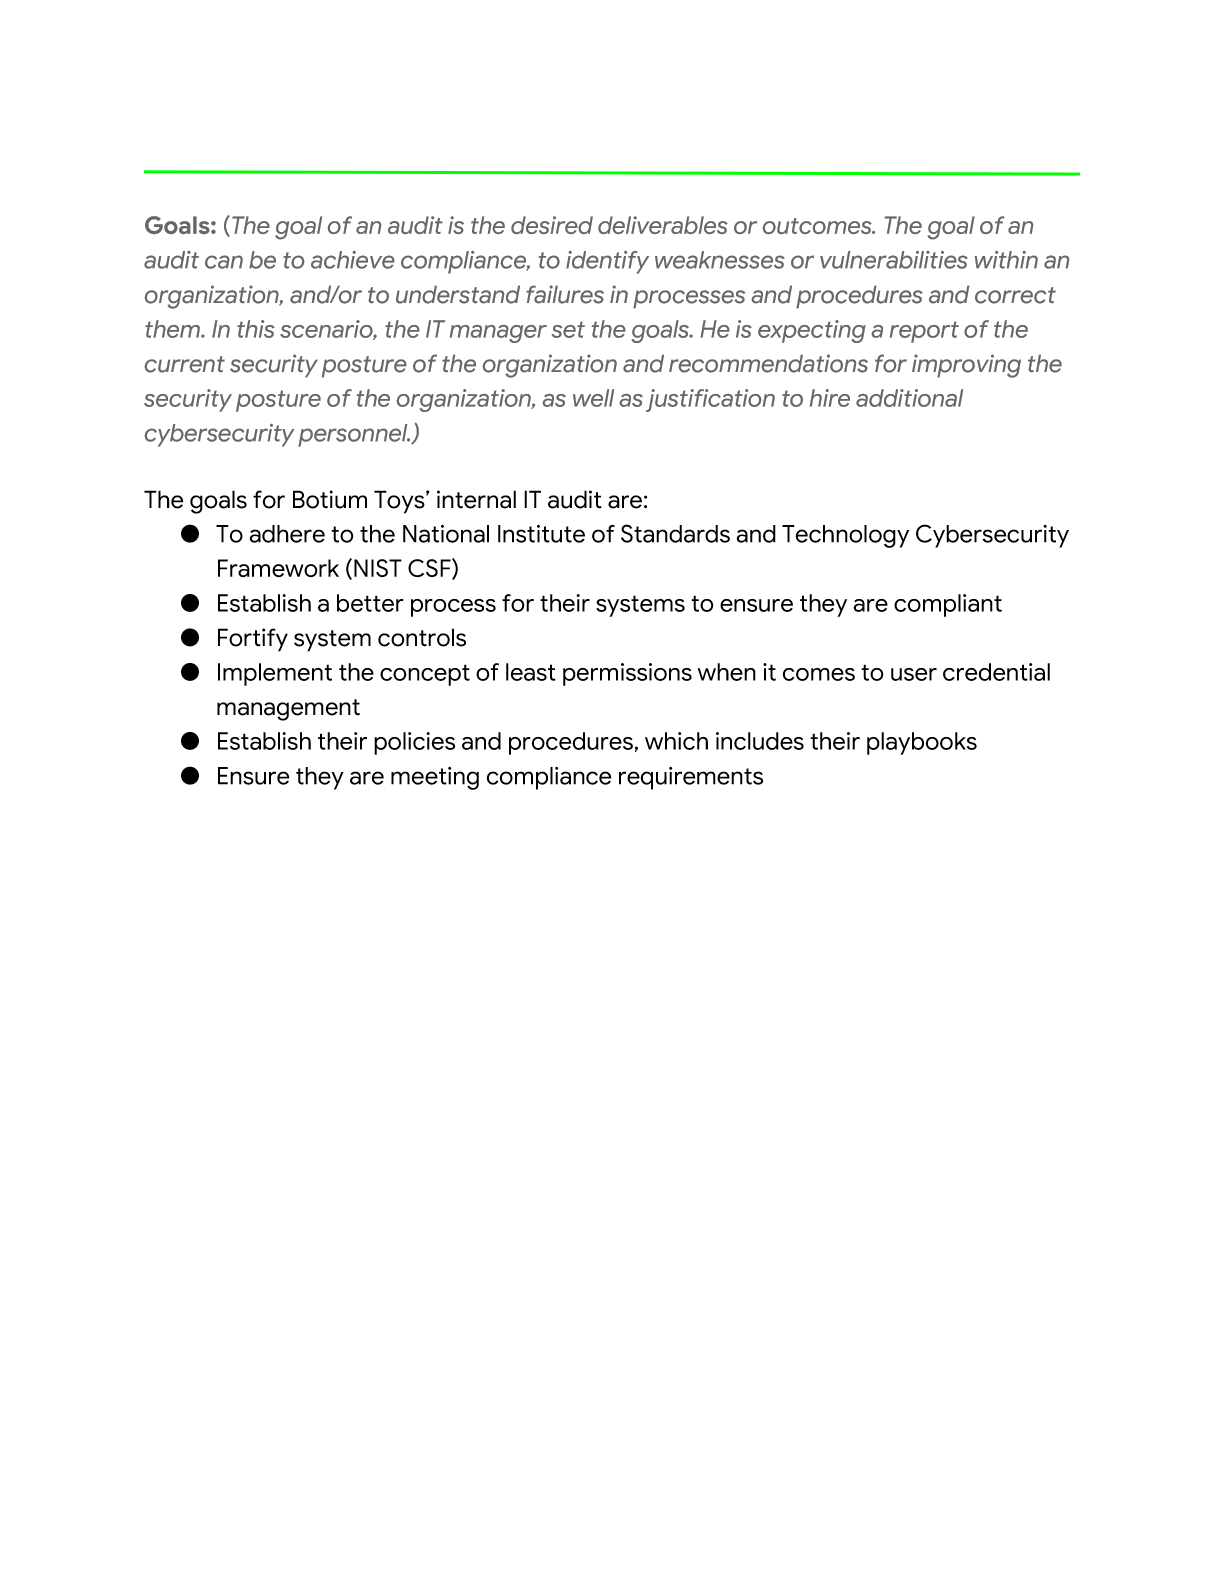 Goals: (The goal of an audit is the desired deliverables or outcomes. The goal of an
audit can be to achieve compliance, to identify weaknesses or vulnerabilities within an
organization, and/or to understand failures in processes and procedures and correct
them. In this scenario, the IT manager set the goals. He is expecting a report of the
current security posture of the organization and recommendations for improving the
security posture of the organization, as well as justification to hire additional
cybersecurity personnel.)
The goals for Botium Toys’ internal IT audit are:
● To adhere to the National Institute of Standards and Technology Cybersecurity
Framework (NIST CSF)
● Establish a better process for their systems to ensure they are compliant
● Fortify system controls
● Implement the concept of least permissions when it comes to user credential
management
● Establish their policies and procedures, which includes their playbooks
● Ensure they are meeting compliance requirements